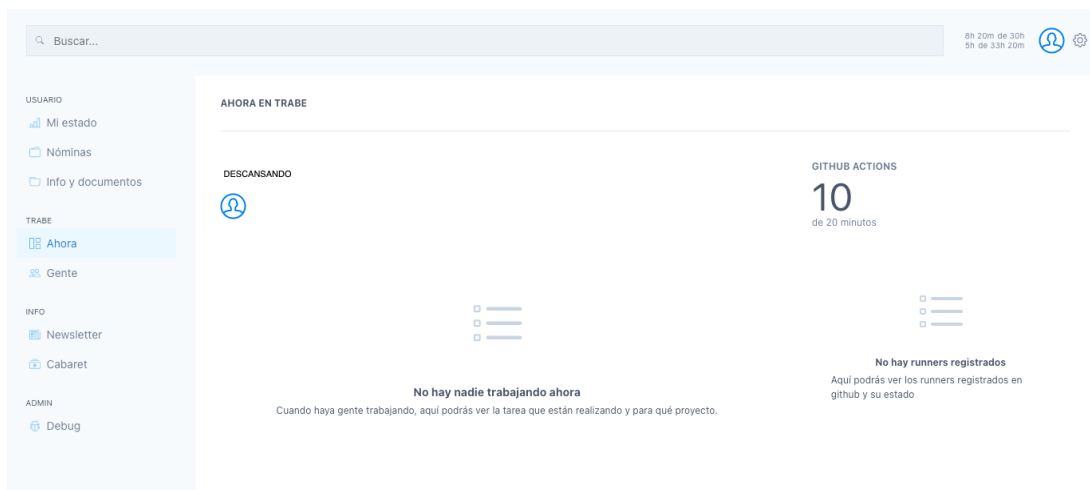 Buscar...
8h 20m de 30h
5h de 33h 20m
USUARIO
Mi estado
Nóminas
Info y documentos
TRABE
Ahora
Gente
INFO
Newsletter
Cabaret
ADMIN
Debug
AHORA EN TRABE
DESCANSANDO
No hay nadie trabajando ahora
Cuando haya gente trabajando, aquí podrás ver la tarea que están realizando y para qué proyecto.
GITHUB ACTIONS
10
de 20 minutos
No hay runners registrados
Aquí podrás ver los runners registrados en
github y su estado